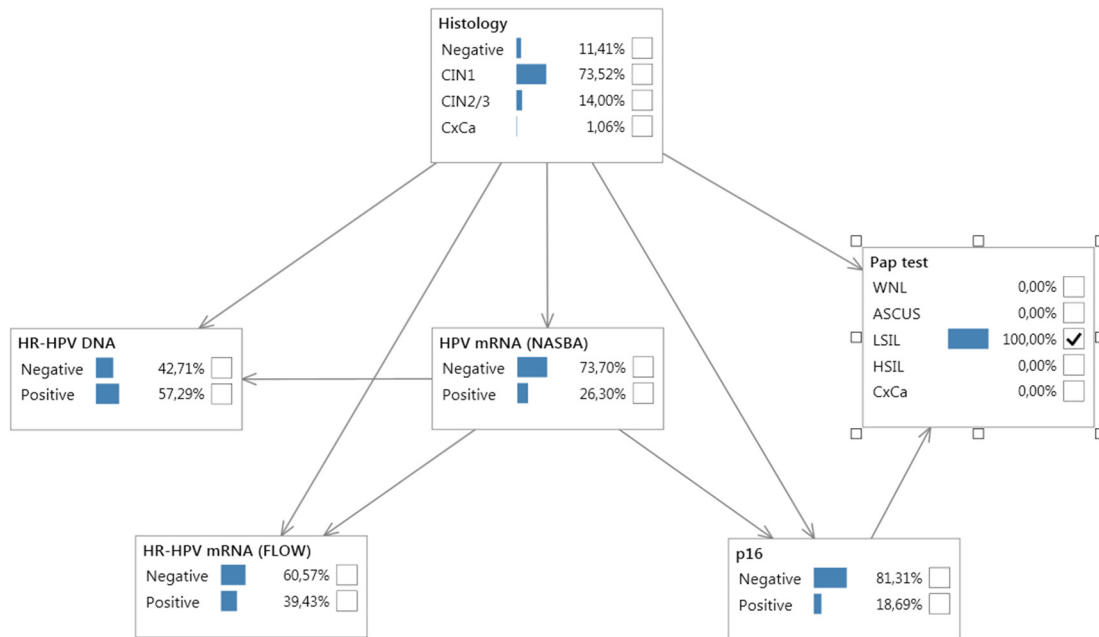 Histology
Negative 11,41%
CIN1 73,52%
CIN2/3 14,00%
CxCa 1,06%
Pap test
WNL 0,00%
ASCUS 0,00%
LSIL 100,00%
HSIL 0,00%
CxCa 0,00%
HR-HPV DNA
Negative 42,71%
Positive 57,29%
HPV mRNA (NASBA)
Negative 73,70%
Positive 26,30%
HR-HPV mRNA (FLOW)
Negative 60,57%
Positive 39,43%
p16
Negative 81,31%
Positive 18,69%